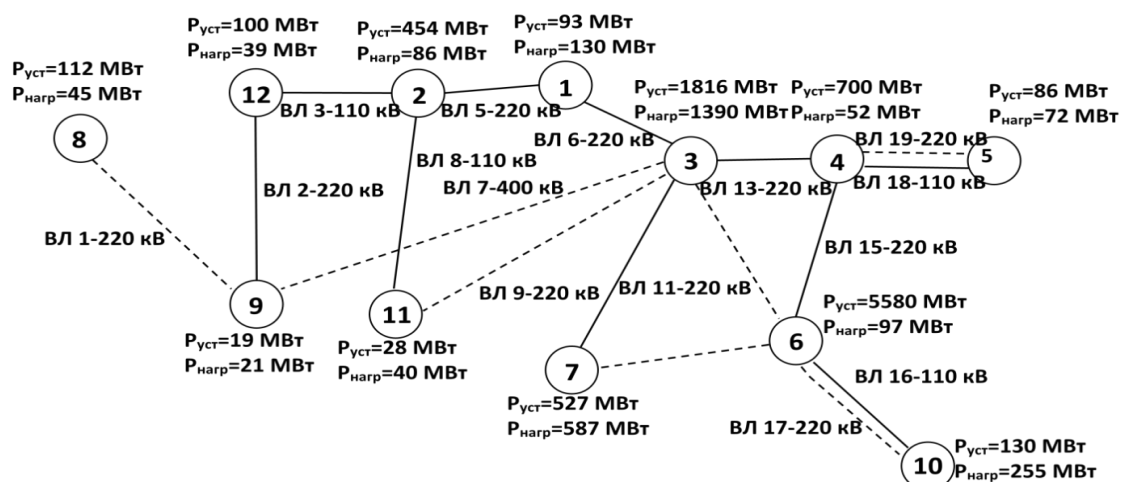 Pуст=112 МВт
Pнагр=45 МВт
8
Pуст=100 МВт
Pнагр=39 МВт
12
Pуст=454 МВт
Pнагр=86 МВт
2
Pуст=93 МВт
Pнагр=130 МВт
1
Pуст=1816 МВт
Pнагр=1390 МВт
3
Pуст=700 МВт
Pнагр=52 МВт
4
Pуст=86 МВт
Pнагр=72 МВт
5
ВЛ 3-110 кВ
ВЛ 5-220 кВ
ВЛ 6-220 кВ
ВЛ 19-220 кВ
ВЛ 18-110 кВ
ВЛ 13-220 кВ
ВЛ 8-110 кВ
ВЛ 7-400 кВ
ВЛ 2-220 кВ
ВЛ 1-220 кВ
ВЛ 15-220 кВ
ВЛ 9-220 кВ
ВЛ 11-220 кВ
9
Pуст=19 МВт
Pнагр=21 МВт
11
Pуст=28 МВт
Pнагр=40 МВт
7
Pуст=527 МВт
Pнагр=587 МВт
6
Pуст=5580 МВт
Pнагр=97 МВт
ВЛ 16-110 кВ
ВЛ 17-220 кВ
10
Pуст=130 МВт
Pнагр=255 МВт